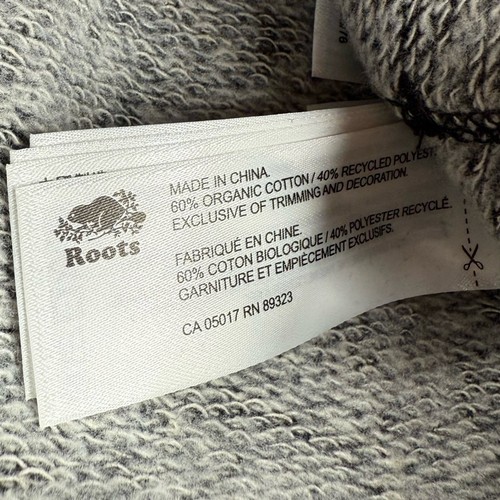 Roots
MADE IN CHINA.
60% ORGANIC COTTON / 40% RECYCLED POLYEST
EXCLUSIVE OF TRIMMING AND DECORATION.
FABRIQUÉ EN CHINE.
60% COTON BIOLOGIQUE / 40% POLYESTER RECYCLÉ.
GARNITURE ET EMPIÈCEMENT EXCLUSIFS.
CA 05017 RN 89323